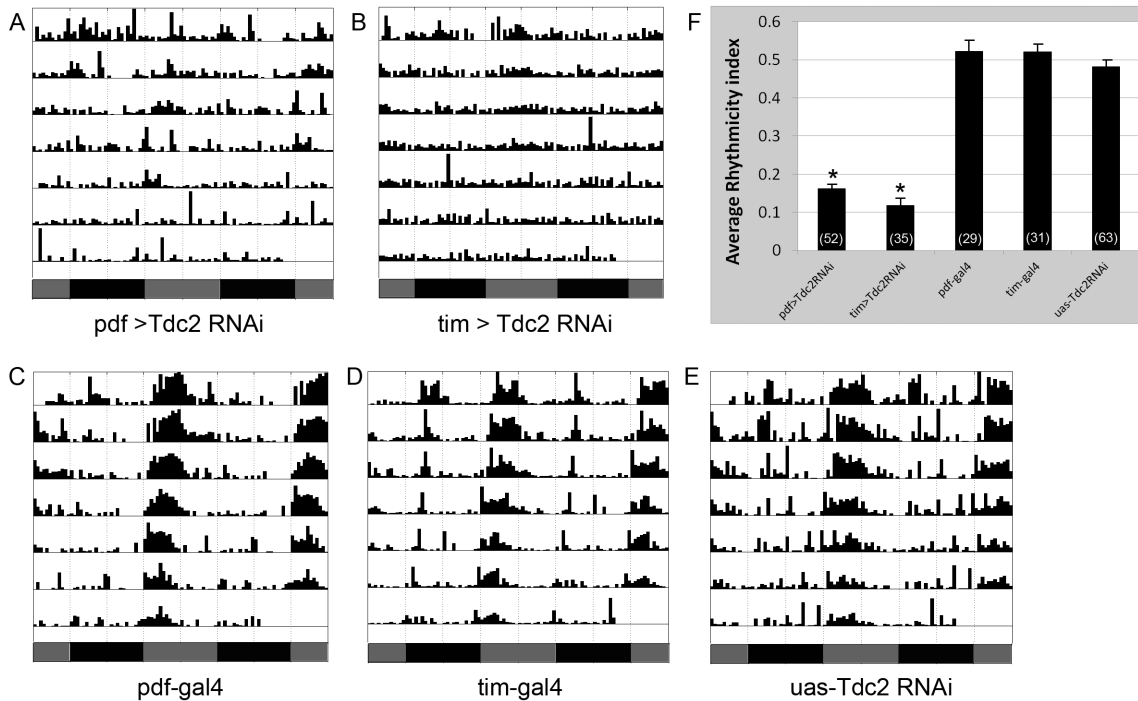 A
B
F
pdf >Tdc2 RNAi
tim > Tdc2 RNAi
Average Rhythmicity index
0.6
0.5
0.4
0.3
0.2
0.1
0
*
*
(52)
(35)
(29)
(31)
(63)
pdf>Tdc2RNAi
tim>Tdc2RNAi
pdf-gal4
tim-gal4
uas-Tdc2RNAi
C
D
E
pdf-gal4
tim-gal4
uas-Tdc2 RNAi